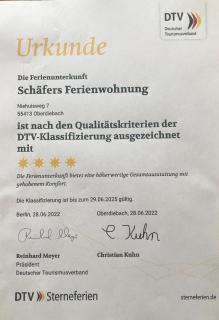 DTV
Deutscher
Tourismusverband
Urkunde
Die Ferienunterkunft
Schäfers Ferienwohnung
Niehuisweg 7
55413 Oberdiebach
ist nach den Qualitätskriterien der
DTV-Klassifizierung ausgezeichnet
mit
Die Ferienunterkunft bietet eine höherwertige Gesamtausstattung mit
gehobenem Komfort.
Die Klassifizierung ist bis zum 29.06.2025 gültig.
Berlin, 28.06.2022 Oberdiebach, 28.06.2022
Reinhard Meyer Christian Kuhn
Präsident
Deutscher Tourismusverband
DTV Sterneferien
sterneferien.de